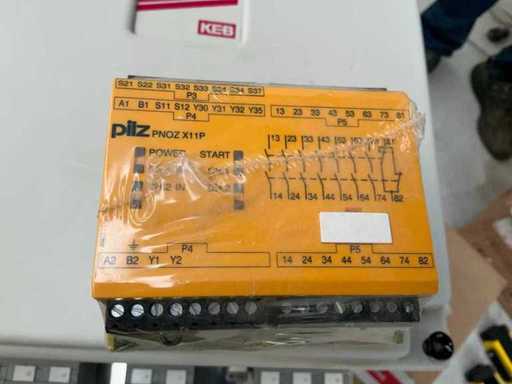 KEB
S21 S22 S31 S32 S33 S24 S34 S37
P3
A1 B1 S11 S12 Y30 Y31 Y32 Y35
P4
13 23 33 43 53 63 73 81
P5
pilz PNOZ X11P
POWER START
13 23 33 43 53
14 24 34 44 54 64 74 82
P4
A2 B2 Y1 Y2
P5
14 24 34 44 54 64 74 82